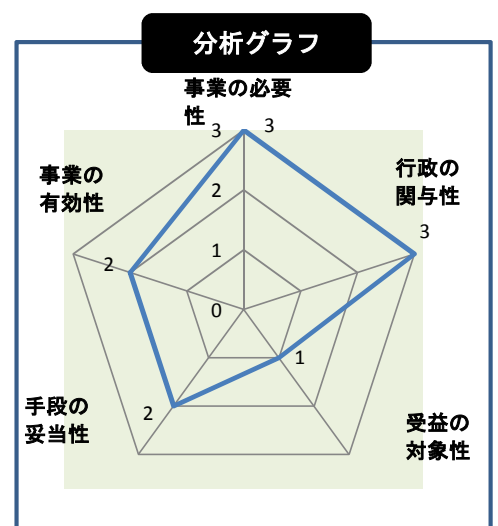 分析グラフ
事業の必要
性
3
3
行政の
関与性
3
事業の
有効性
2
2
1
0
1
手段の
妥当性
2
受益の
対象性